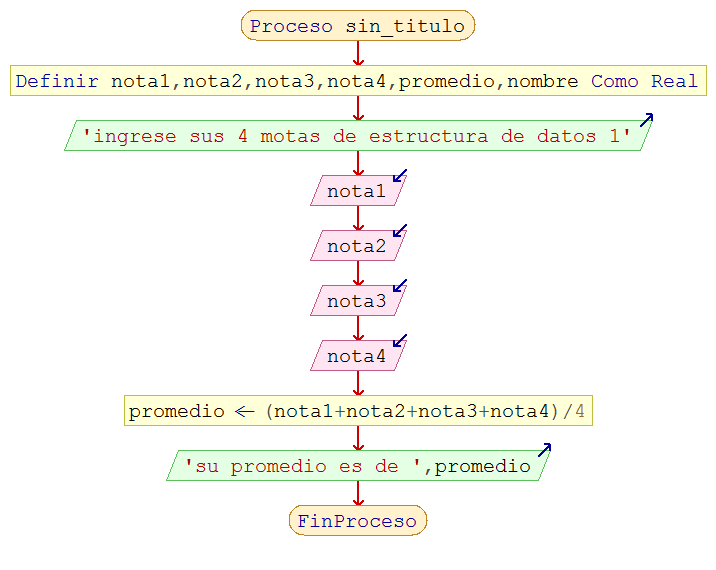 Proceso sin_titulo
Definir nota1,nota2,nota3,nota4,promedio,nombre Como Real
'ingrese sus 4 motas de estructura de datos 1'
nota1
nota2
nota3
nota4
promedio ← (nota1+nota2+nota3+nota4)/4
'su promedio es de ',promedio
FinProceso